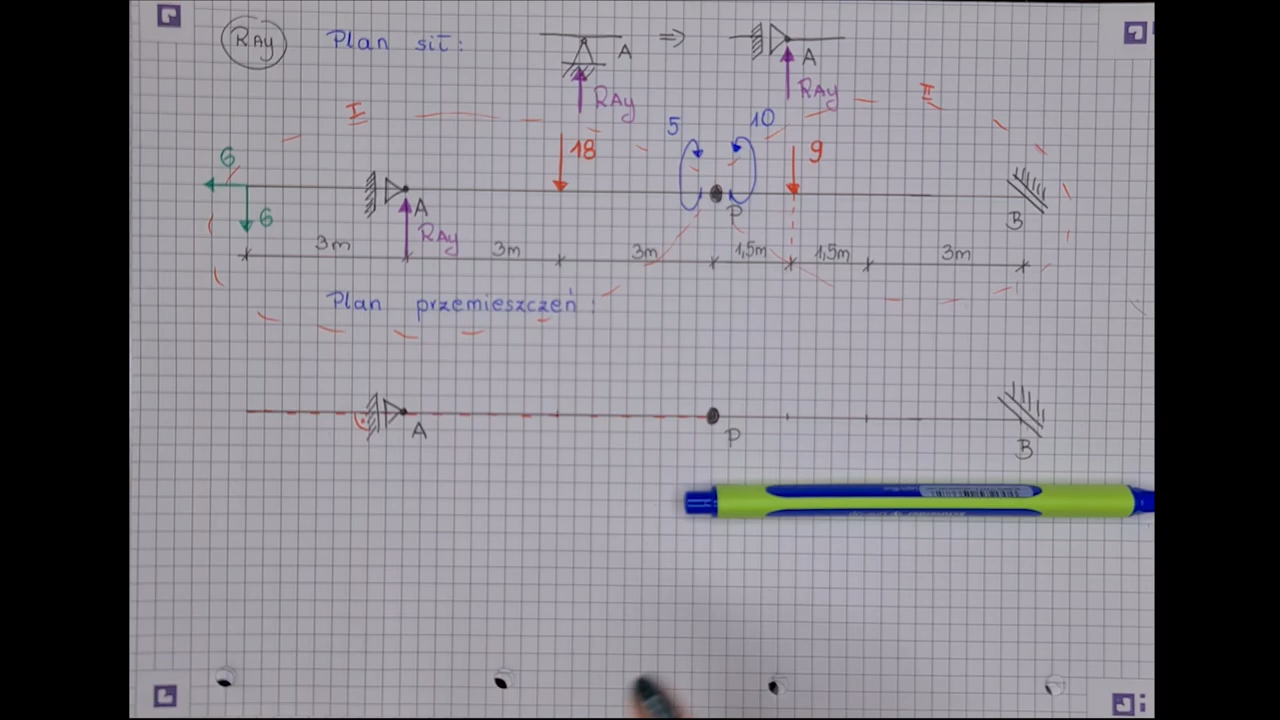 RAy Plan sił: A ⇒ A
RAy RAy
I II
6 18 5 10 9
6 A P B
RAy
3m 3m 3m 1,5m 1,5m 3m
Plan przemieszczeń:
A P B